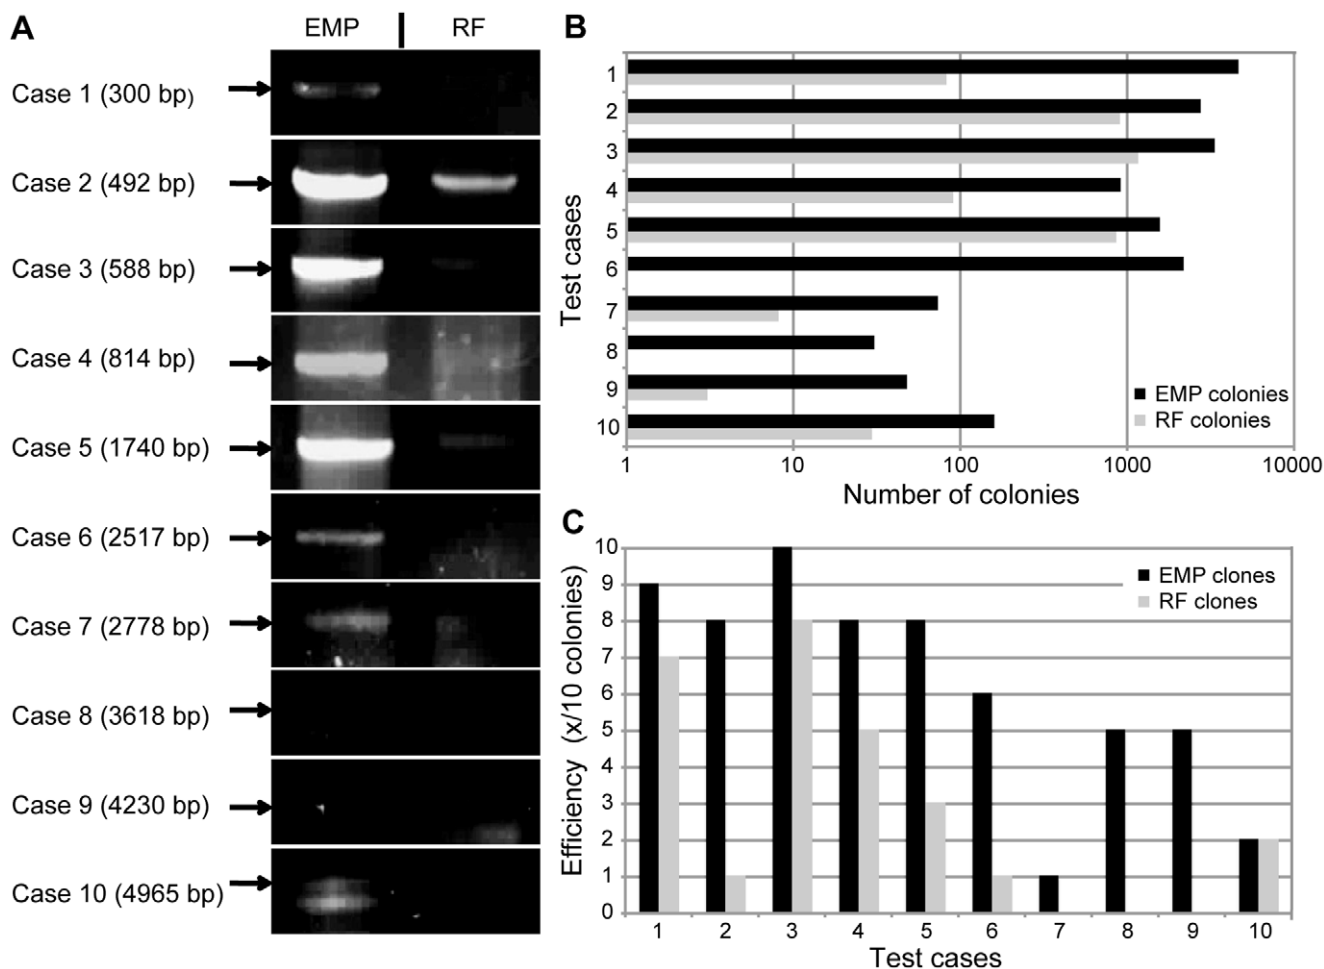 A
EMP | RF
Case 1 (300 bp)
Case 2 (492 bp)
Case 3 (588 bp)
Case 4 (814 bp)
Case 5 (1740 bp)
Case 6 (2517 bp)
Case 7 (2778 bp)
Case 8 (3618 bp)
Case 9 (4230 bp)
Case 10 (4965 bp)
B
Test cases
1
2
3
4
5
6
7
8
9
10
EMP colonies
RF colonies
1 10 100 1000 10000
Number of colonies
C
Efficiency (x/10 colonies)
10
9
8
7
6
5
4
3
2
1
0
EMP clones
RF clones
1 2 3 4 5 6 7 8 9 10
Test cases